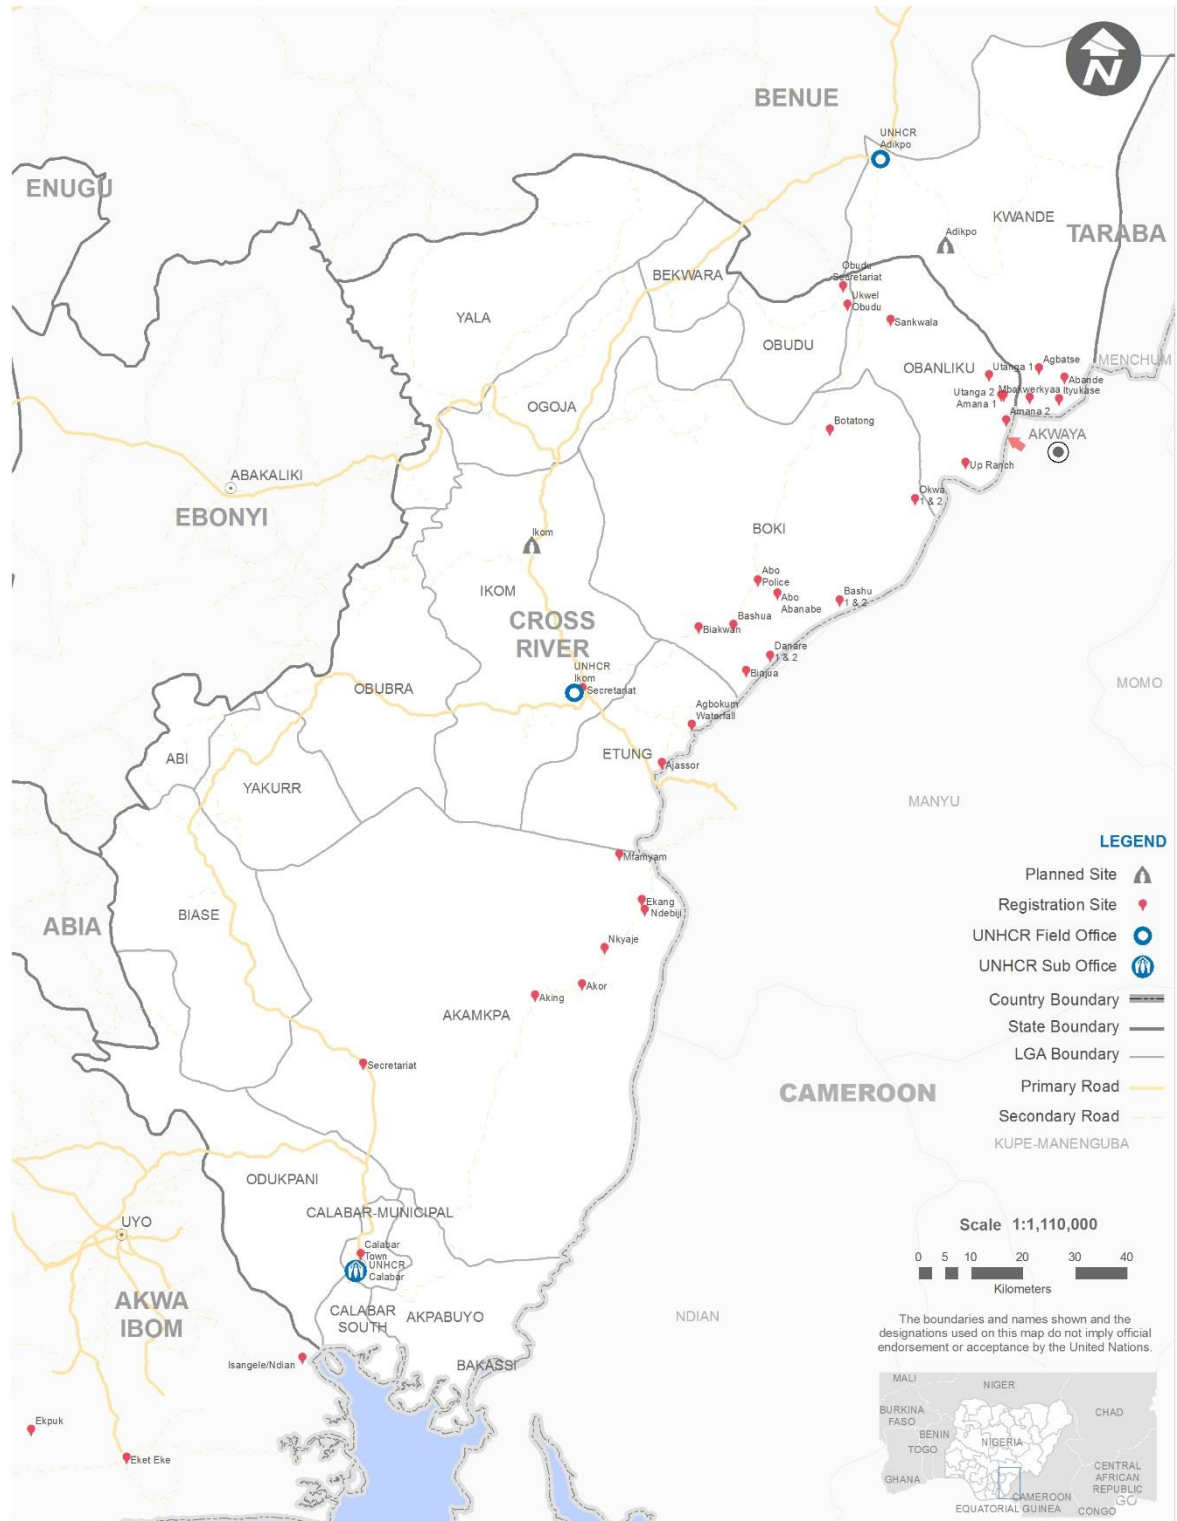 N
BENUE
UNHCR
Adikpo
ENUGU
KWANDE
TARABA
Adikpo
BEKWARA
Obudu
Secretariat
Ukwel
Obudu
YALA
Sankwala
OBUDU
OBANLIKU
Utanga 1
Agbatse
MENCHUM
Abande
Utanga 2
Mbakwerkyaa
Ityukase
Amana 1
Amana 2
OGOJA
Botatong
AKWAYA
Up Ranch
ABAKALIKI
EBONYI
Okwa
1 & 2
BOKI
Ikom
IKOM
Abo
Police
Abo
Abanabe
Bashu
1 & 2
CROSS
RIVER
Bashua
Biakwan
Danare
1 & 2
Biajua
UNHCR
Ikom
Secretariat
MOMO
OBUBRA
Agbokum
Waterfall
ABI
ETUNG
Ajassor
YAKURR
MANYU
LEGEND
Mfamyam
Planned Site
Ekang
Ndebiji
Registration Site
BIASE
ABIA
UNHCR Field Office
Nkyaje
UNHCR Sub Office
Akor
Aking
Country Boundary
AKAMKPA
State Boundary
LGA Boundary
Secretariat
CAMEROON
Primary Road
Secondary Road
KUPE-MANENGUBA
ODUKPANI
CALABAR-MUNICIPAL
UYO
Scale 1:1,110,000
Calabar
Town
UNHCR
Calabar
0 5 10 20 30 40
Kilometers
AKWA
IBOM
CALABAR
SOUTH
AKPABUYO
NDIAN
The boundaries and names shown and the
designations used on this map do not imply official
endorsement or acceptance by the United Nations.
BAKASSI
Isangele/Ndian
Ekpuk
Eket Eke
MALI
NIGER
BURKINA
FASO
CHAD
BENIN
TOGO
NIGERIA
GHANA
CENTRAL
AFRICAN
REPUBLIC
CAMEROON
GO
EQUATORIAL GUINEA
CONGO